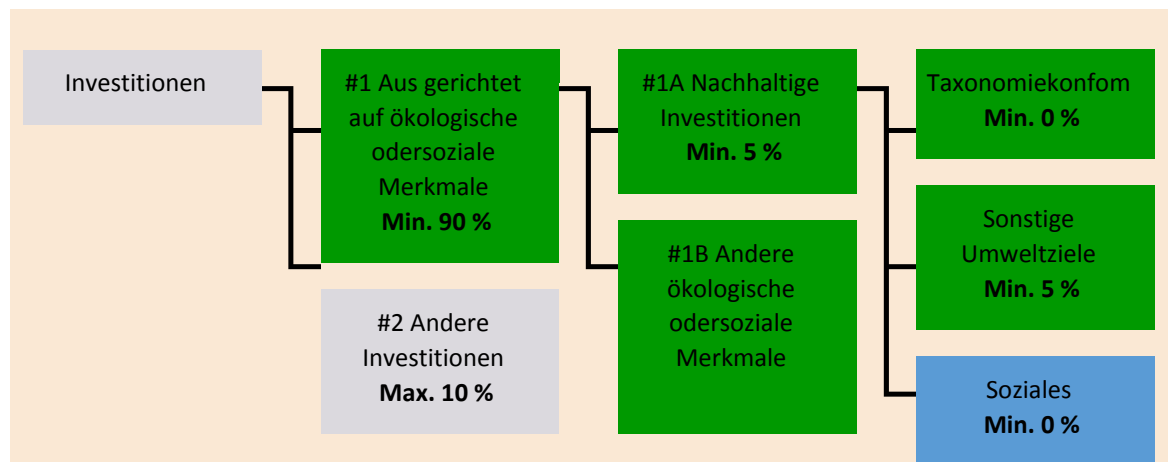 Investitionen
#1 Aus gerichtet
auf ökologische
odersoziale
Merkmale
Min. 90 %
#2 Andere
Investitionen
Max. 10 %
#1A Nachhaltige
Investitionen
Min. 5 %
#1B Andere
ökologische
odersoziale
Merkmale
Taxonomiekonfom
Min. 0 %
Sonstige
Umweltziele
Min. 5 %
Soziales
Min. 0 %